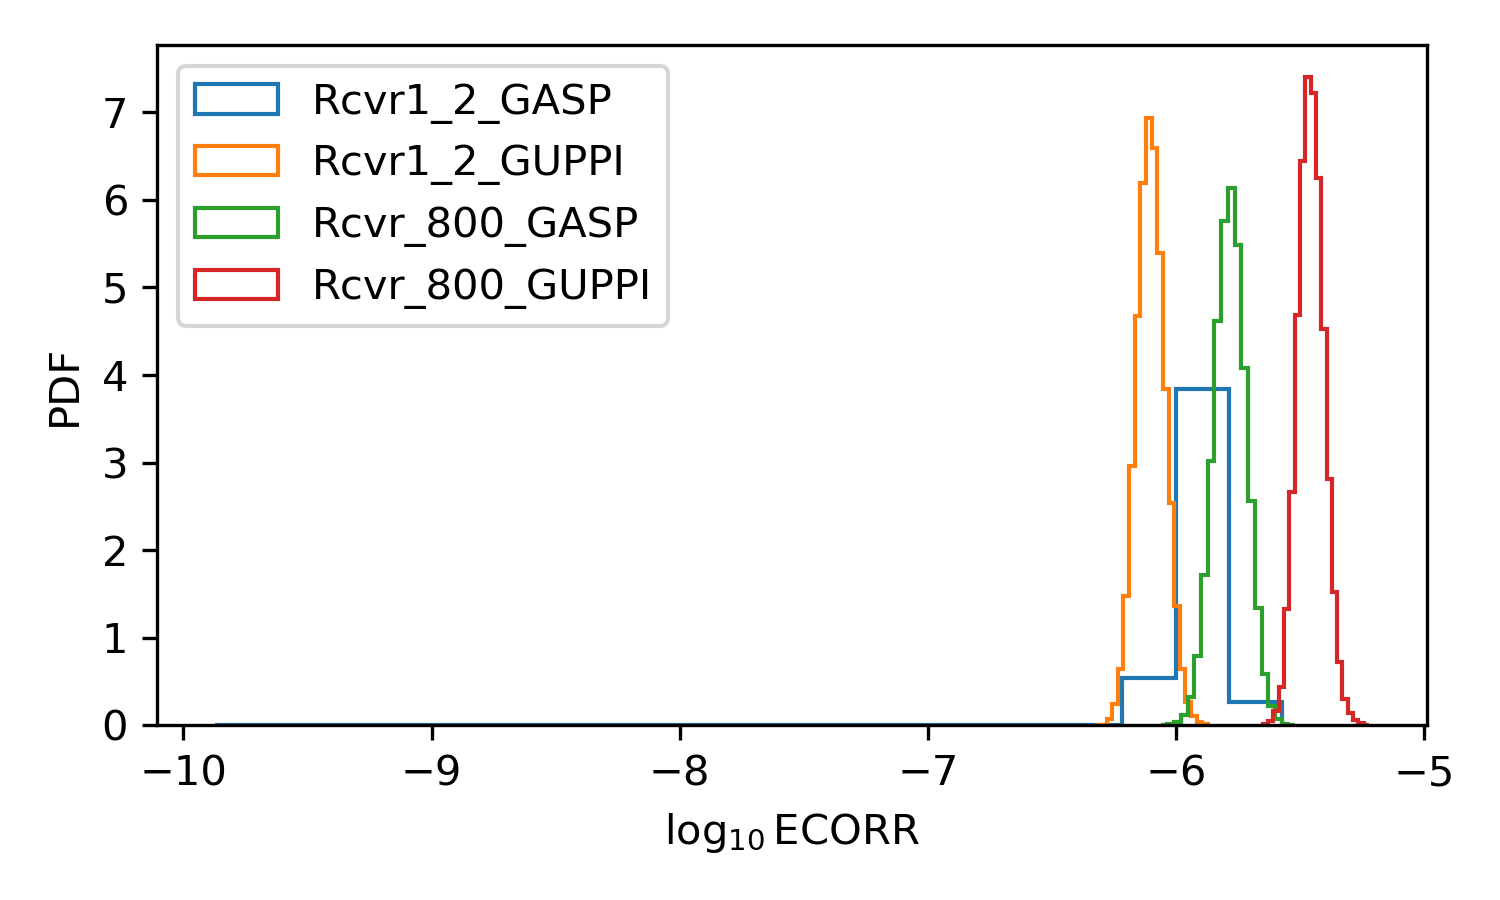 Rcvr1_2_GASP
Rcvr1_2_GUPPI
Rcvr_800_GASP
Rcvr_800_GUPPI
7
6
5
4
3
2
1
0
PDF
−10 −9 −8 −7 −6 −5
log₁₀ ECORR